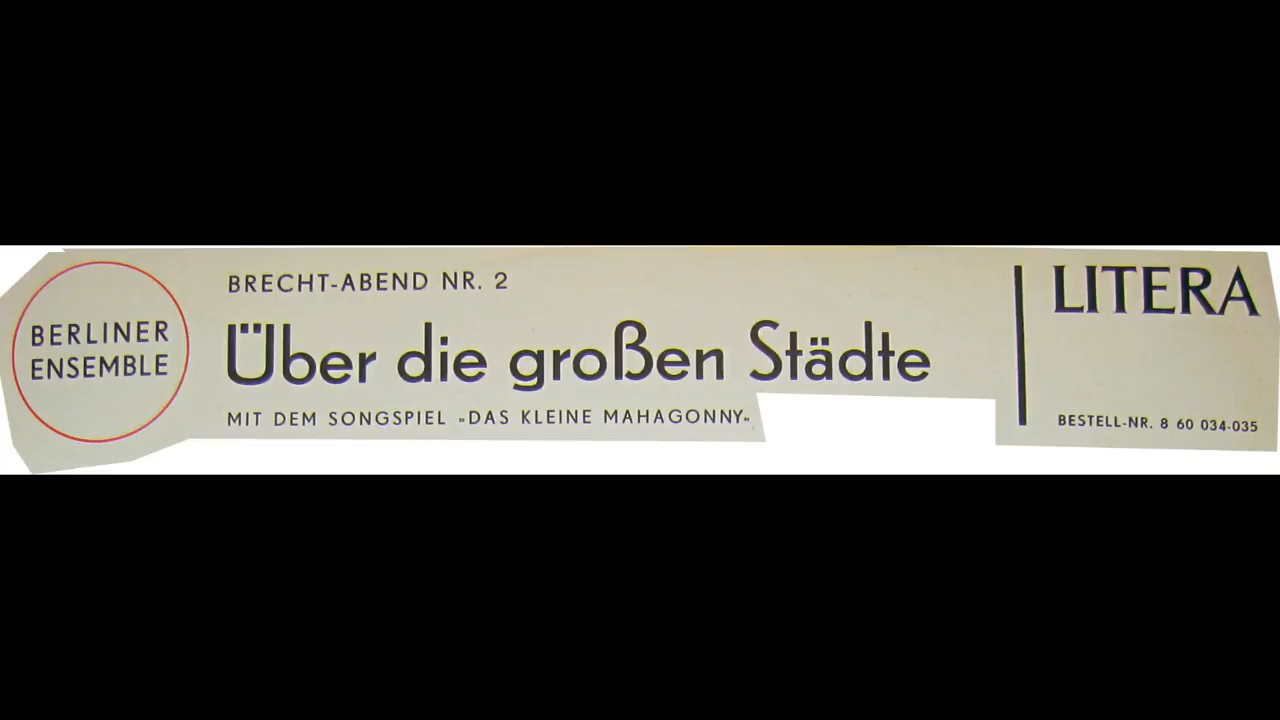 BERLINER
ENSEMBLE
BRECHT-ABEND NR. 2
Über die großen Städte
MIT DEM SONGSPIEL »DAS KLEINE MAHAGONNY«
LITERA
BESTELL-NR. 8 60 034-035